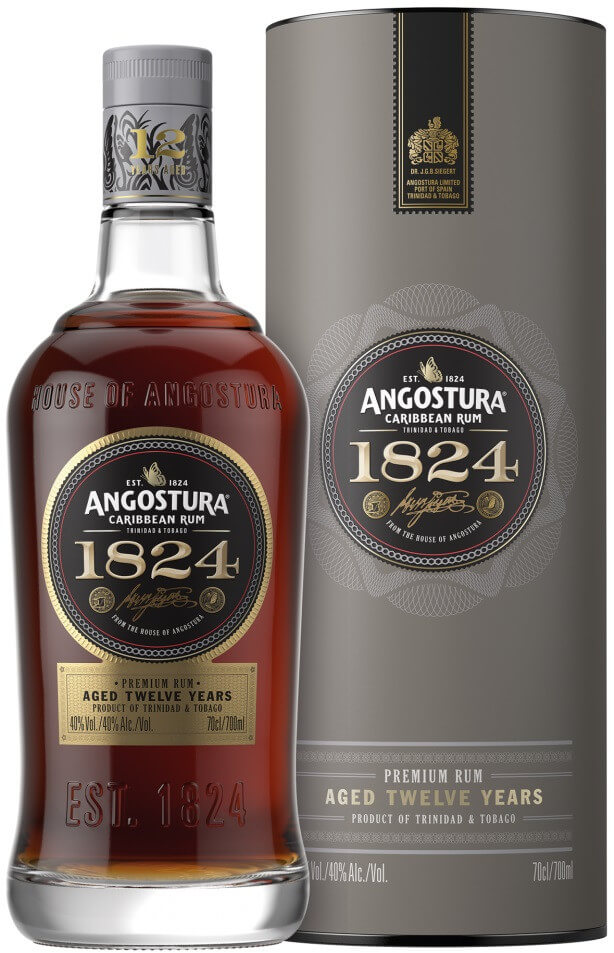 12
YEARS AGED
HOUSE OF ANGOSTURA
EST. 1824
ANGOSTURA®
CARIBBEAN RUM
TRINIDAD & TOBAGO
1824
FROM THE HOUSE OF ANGOSTURA
• PREMIUM RUM •
AGED TWELVE YEARS
PRODUCT OF TRINIDAD & TOBAGO
40% Vol./40% Alc./Vol. 70cl/700ml
EST. 1824
DR. J.G.B. SIEGERT
ANGOSTURA LIMITED
PORT OF SPAIN
TRINIDAD & TOBAGO
EST. 1824
ANGOSTURA®
CARIBBEAN RUM
TRINIDAD & TOBAGO
1824
FROM THE HOUSE OF ANGOSTURA
PREMIUM RUM
AGED TWELVE YEARS
PRODUCT OF TRINIDAD & TOBAGO
Vol./40% Alc./Vol. 70cl/700ml